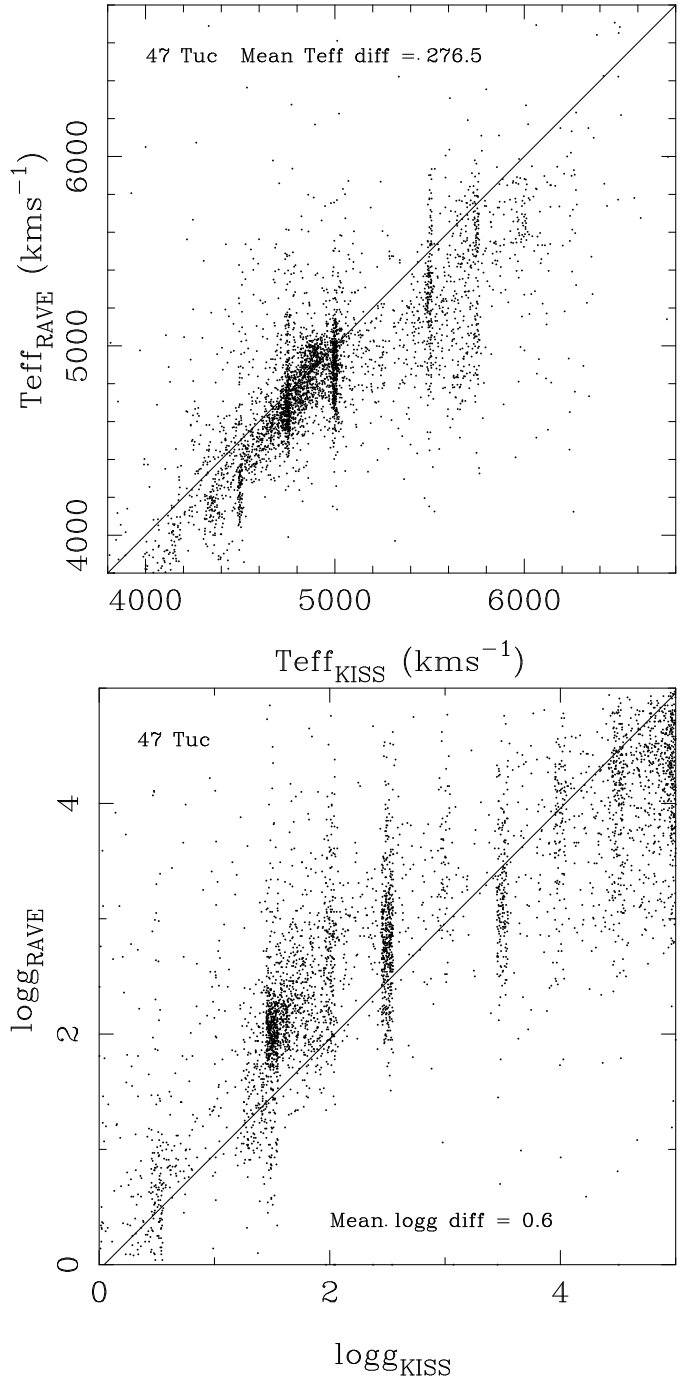 47 Tuc Mean Teff diff = 276.5
6000
5000
4000
Teff_RAVE (kms^−1)
4000 5000 6000
Teff_KISS (kms^−1)
47 Tuc
4
2
0
logg_RAVE
Mean logg diff = 0.6
0 2 4
logg_KISS